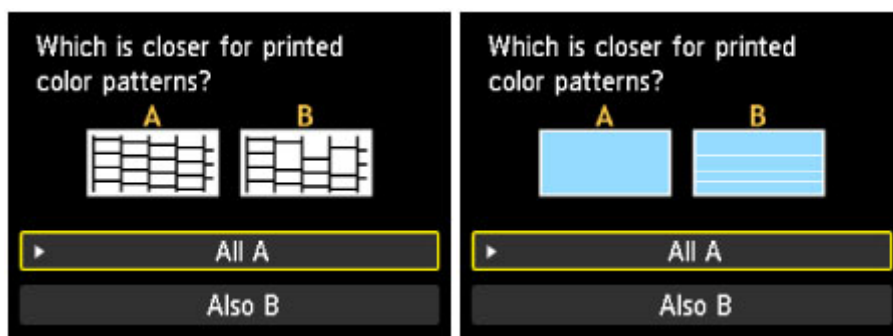 Which is closer for printed
color patterns?
A B
All A
Also B
Which is closer for printed
color patterns?
A B
All A
Also B